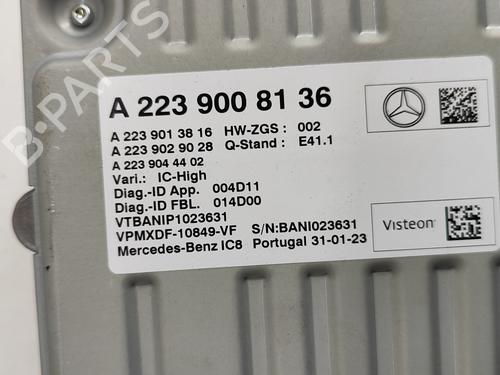 B-PARTS
A 223 900 81 36
A 223 901 38 16 HW-ZGS : 002
A 223 902 90 28 Q-Stand : E41.1
A 223 904 44 02
Vari.: IC-High
Diag.-ID App. 004D11
Diag.-ID FBL. 014D00
VTBANIP1023631
VPMXDF-10849-VF S/N:BANI023631
Mercedes-Benz IC8 Portugal 31-01-23
Visteon